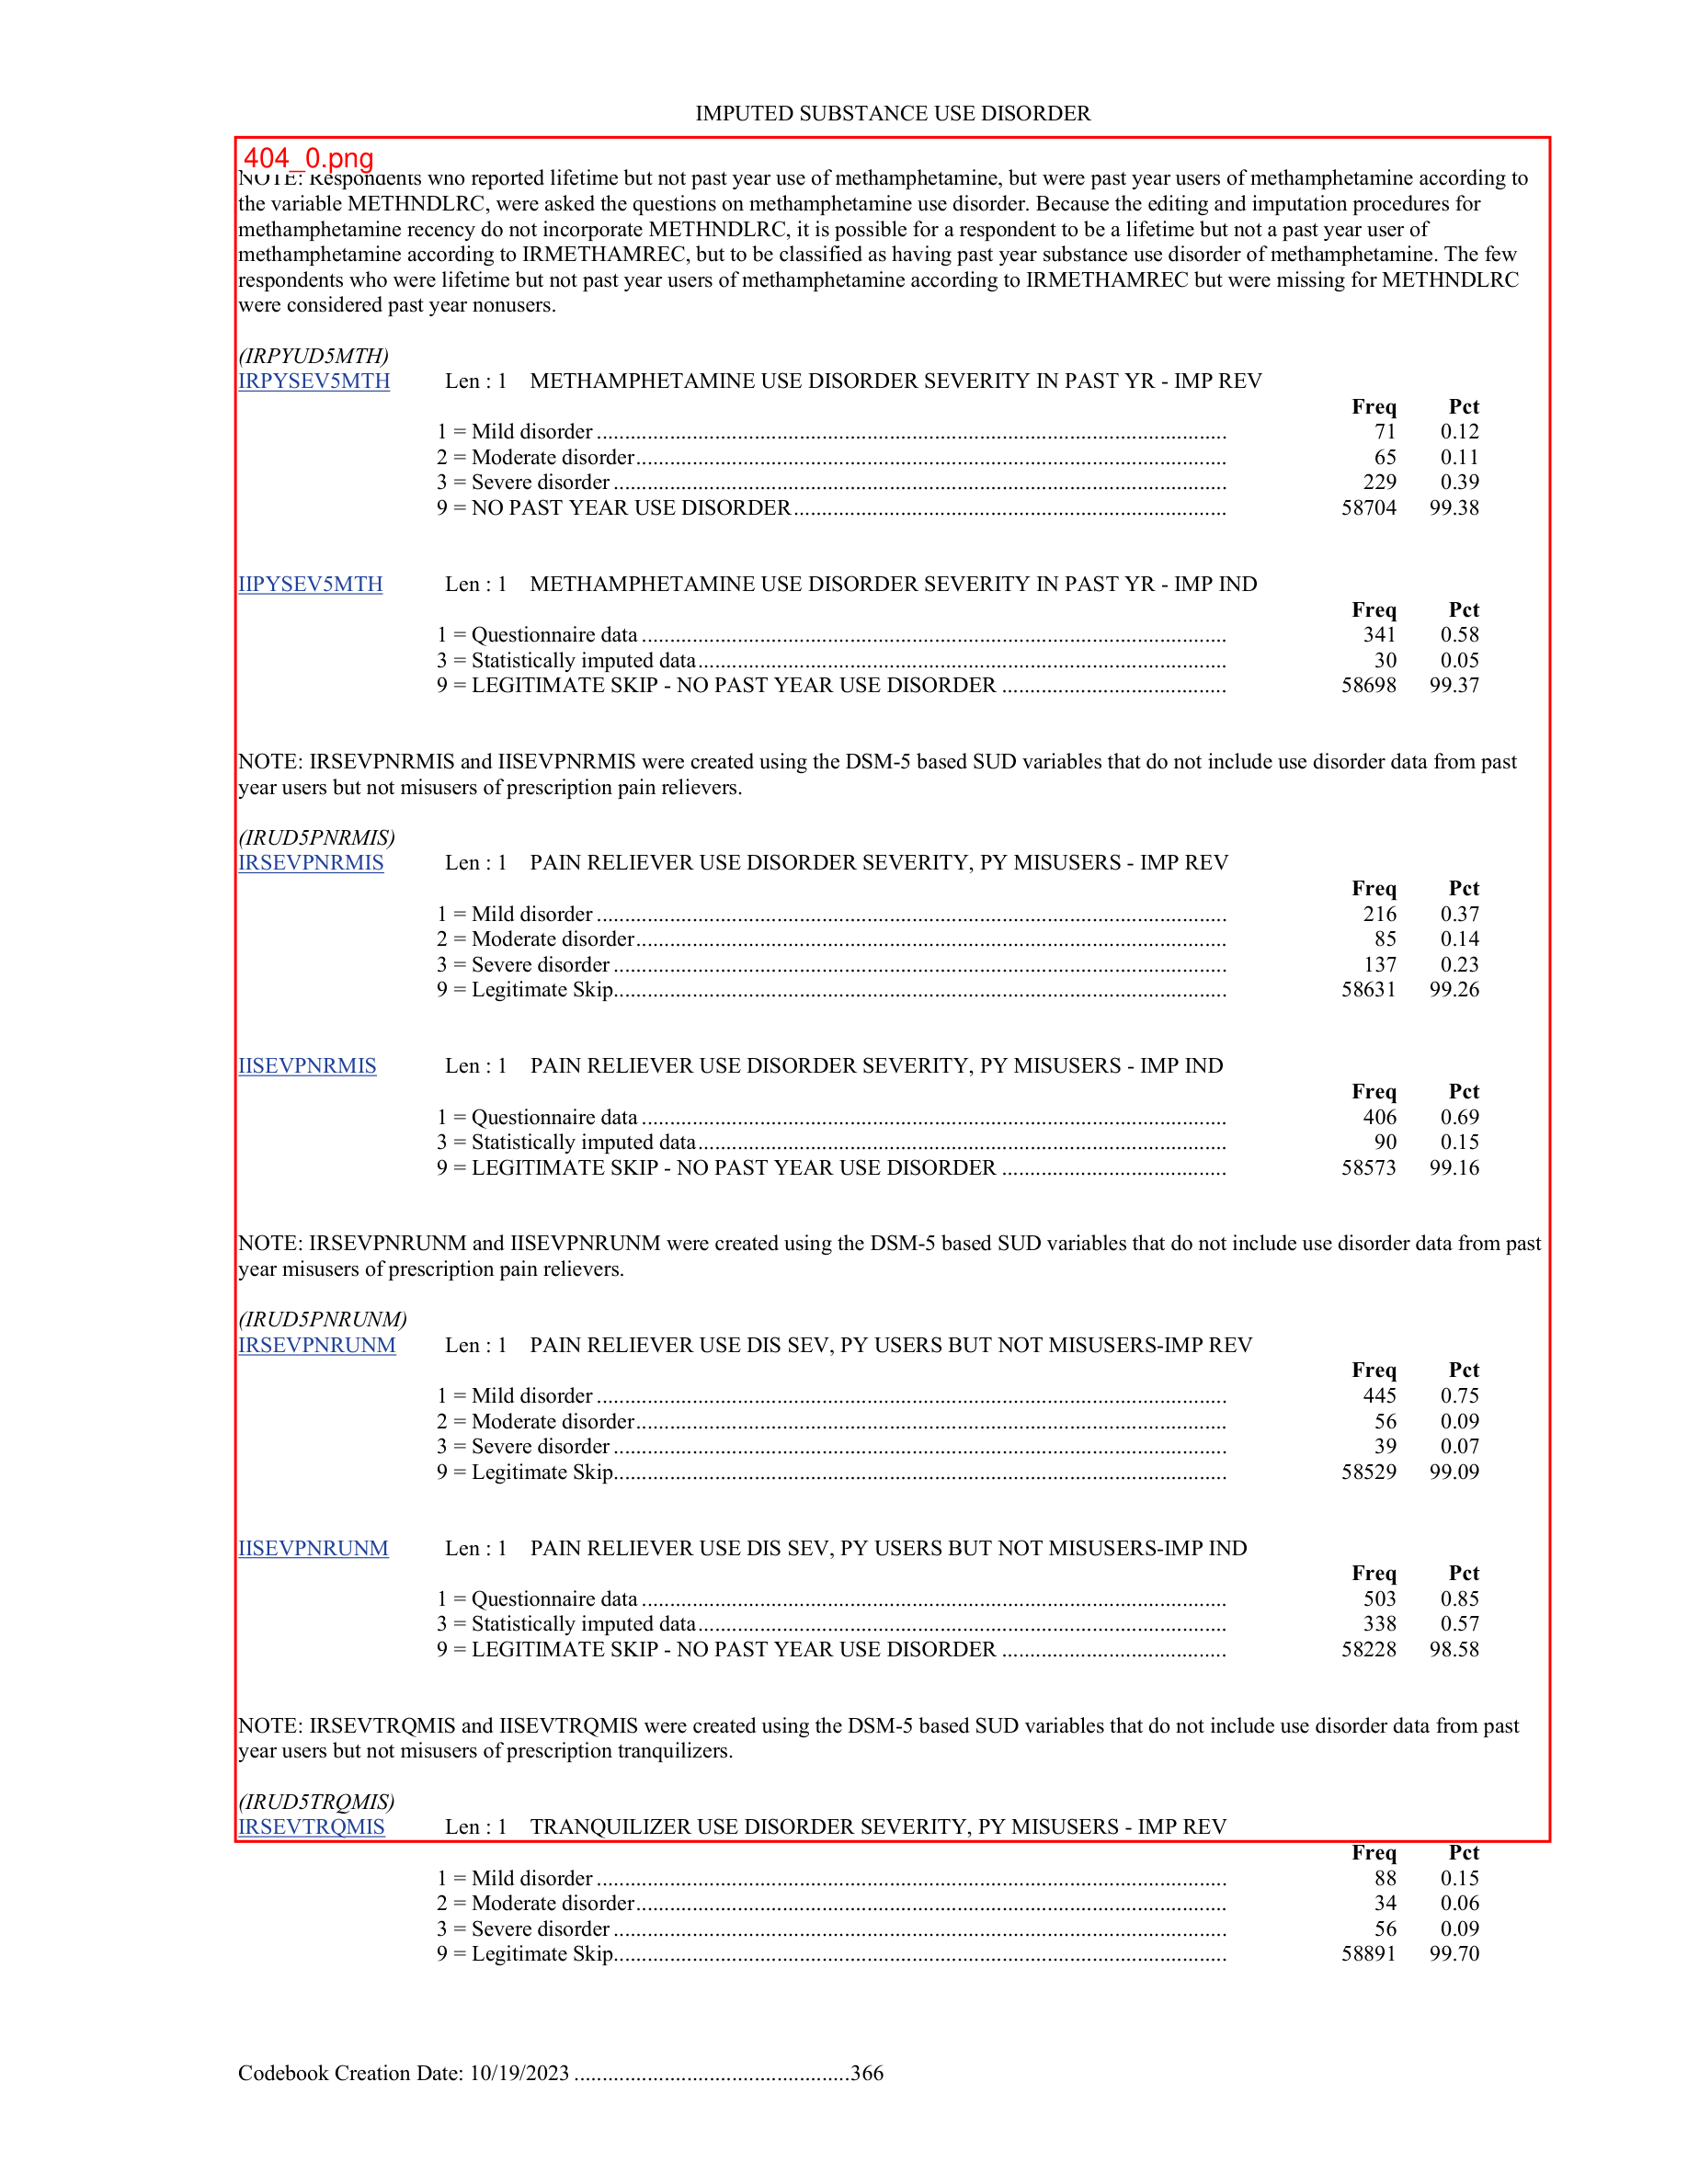 IMPUTED SUBSTANCE USE DISORDER
404_0.png
NOTE: Respondents who reported lifetime but not past year use of methamphetamine, but were past year users of methamphetamine according to
the variable METHNDLRC, were asked the questions on methamphetamine use disorder. Because the editing and imputation procedures for
methamphetamine recency do not incorporate METHNDLRC, it is possible for a respondent to be a lifetime but not a past year user of
methamphetamine according to IRMETHAMREC, but to be classified as having past year substance use disorder of methamphetamine. The few
respondents who were lifetime but not past year users of methamphetamine according to IRMETHAMREC but were missing for METHNDLRC
were considered past year nonusers.
(IRPYUD5MTH)
IRPYSEV5MTH Len : 1 METHAMPHETAMINE USE DISORDER SEVERITY IN PAST YR - IMP REV
Freq Pct
1 = Mild disorder ................................ 71 0.12
2 = Moderate disorder................................ 65 0.11
3 = Severe disorder ................................ 229 0.39
9 = NO PAST YEAR USE DISORDER................................ 58704 99.38
IIPYSEV5MTH Len : 1 METHAMPHETAMINE USE DISORDER SEVERITY IN PAST YR - IMP IND
Freq Pct
1 = Questionnaire data ................................ 341 0.58
3 = Statistically imputed data................................ 30 0.05
9 = LEGITIMATE SKIP - NO PAST YEAR USE DISORDER ................................ 58698 99.37
NOTE: IRSEVPNRMIS and IISEVPNRMIS were created using the DSM-5 based SUD variables that do not include use disorder data from past
year users but not misusers of prescription pain relievers.
(IRUD5PNRMIS)
IRSEVPNRMIS Len : 1 PAIN RELIEVER USE DISORDER SEVERITY, PY MISUSERS - IMP REV
Freq Pct
1 = Mild disorder ................................ 216 0.37
2 = Moderate disorder................................ 85 0.14
3 = Severe disorder ................................ 137 0.23
9 = Legitimate Skip................................ 58631 99.26
IISEVPNRMIS Len : 1 PAIN RELIEVER USE DISORDER SEVERITY, PY MISUSERS - IMP IND
Freq Pct
1 = Questionnaire data ................................ 406 0.69
3 = Statistically imputed data................................ 90 0.15
9 = LEGITIMATE SKIP - NO PAST YEAR USE DISORDER ................................ 58573 99.16
NOTE: IRSEVPNRUNM and IISEVPNRUNM were created using the DSM-5 based SUD variables that do not include use disorder data from past
year misusers of prescription pain relievers.
(IRUD5PNRUNM)
IRSEVPNRUNM Len : 1 PAIN RELIEVER USE DIS SEV, PY USERS BUT NOT MISUSERS-IMP REV
Freq Pct
1 = Mild disorder ................................ 445 0.75
2 = Moderate disorder................................ 56 0.09
3 = Severe disorder ................................ 39 0.07
9 = Legitimate Skip................................ 58529 99.09
IISEVPNRUNM Len : 1 PAIN RELIEVER USE DIS SEV, PY USERS BUT NOT MISUSERS-IMP IND
Freq Pct
1 = Questionnaire data ................................ 503 0.85
3 = Statistically imputed data................................ 338 0.57
9 = LEGITIMATE SKIP - NO PAST YEAR USE DISORDER ................................ 58228 98.58
NOTE: IRSEVTRQMIS and IISEVTRQMIS were created using the DSM-5 based SUD variables that do not include use disorder data from past
year users but not misusers of prescription tranquilizers.
(IRUD5TRQMIS)
IRSEVTRQMIS Len : 1 TRANQUILIZER USE DISORDER SEVERITY, PY MISUSERS - IMP REV
Freq Pct
1 = Mild disorder ................................ 88 0.15
2 = Moderate disorder................................ 34 0.06
3 = Severe disorder ................................ 56 0.09
9 = Legitimate Skip................................ 58891 99.70
Codebook Creation Date: 10/19/2023 ................................366